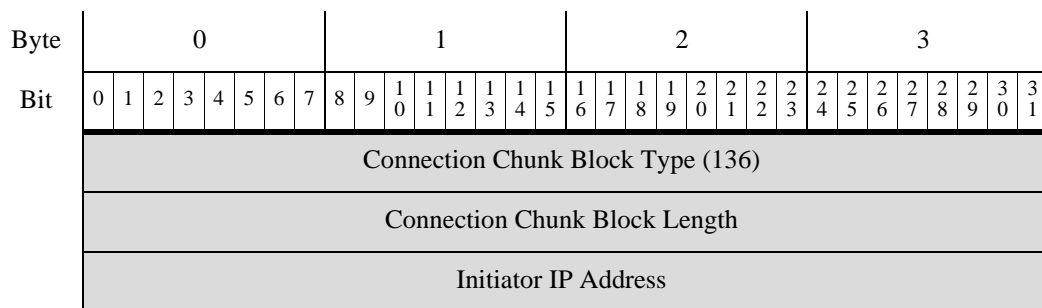 Byte 0 1 2 3
Bit 0 1 2 3 4 5 6 7 8 9 10 11 12 13 14 15 16 17 18 19 20 21 22 23 24 25 26 27 28 29 30 31
Connection Chunk Block Type (136)
Connection Chunk Block Length
Initiator IP Address